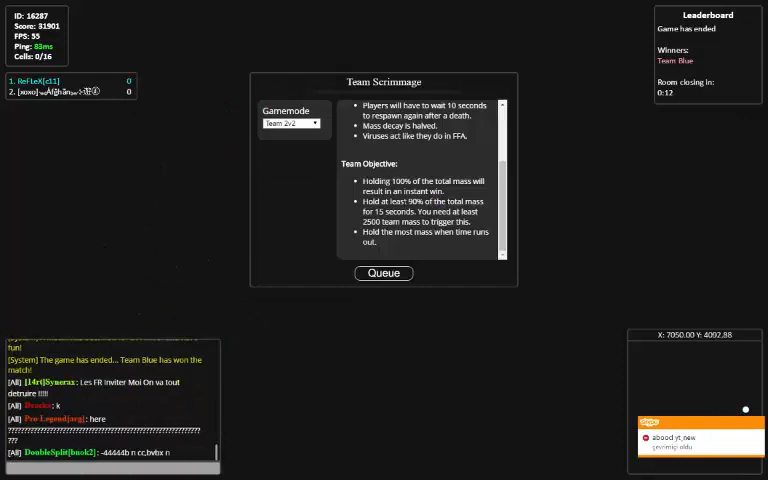 ID: 16287
Score: 31901
FPS: 55
Ping: 83ms
Cells: 0/16
1. ReFLeX[c11] 0
2. 0
Leaderboard
Game has ended
Winners:
Team Blue
Room closing in:
0:12
Team Scrimmage
Gamemode
Team 2v2
Players will have to wait 10 seconds
to respawn again after a death.
Mass decay is halved.
Viruses act like they do in FFA.
Team Objective:
Holding 100% of the total mass will
result in an instant win.
Hold at least 90% of the total mass
for 15 seconds. You need at least
2500 team mass to trigger this.
Hold the most mass when time runs
out.
Queue
fun!
[System] The game has ended... Team Blue has won the
match!
[All] [14rt]Synerax: Les FR Inviter Moi On va tout
detruire !!!!!
[All] : k
[All] Pro Legend[avg]: here
???
[All] DoubleSplit[bnok2]: -44444b n cc,bvbx n
X: 7050.00 Y: 4092.88
skype
abood yt_new
çevrimiçi oldu